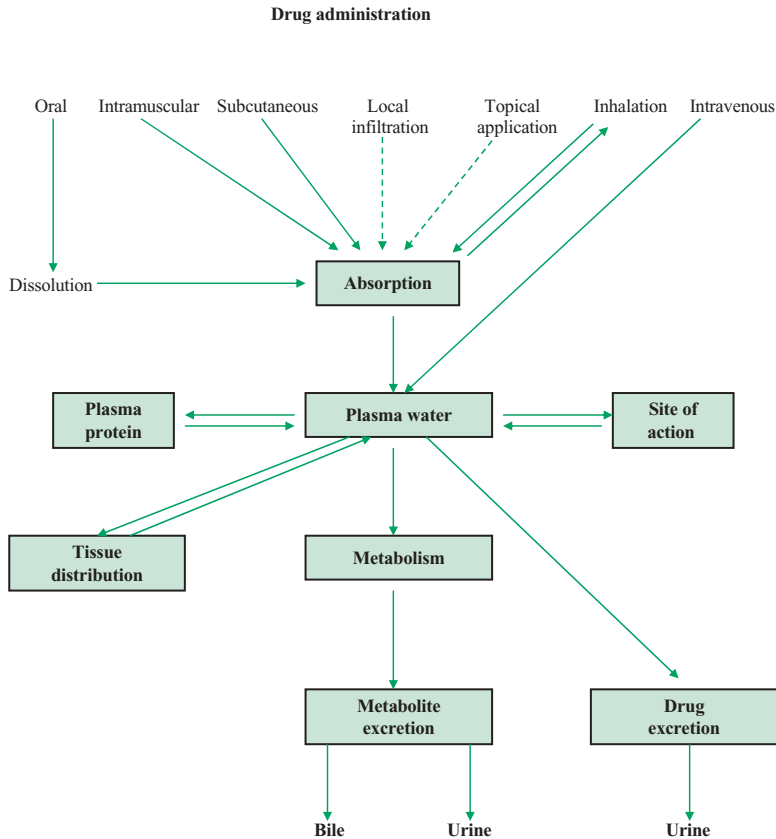 Drug administration
Oral
Intramuscular
Subcutaneous
Local
infiltration
Topical
application
Inhalation
Intravenous
Dissolution
Absorption
Plasma
protein
Plasma water
Site of
action
Tissue
distribution
Metabolism
Metabolite
excretion
Drug
excretion
Bile
Urine
Urine